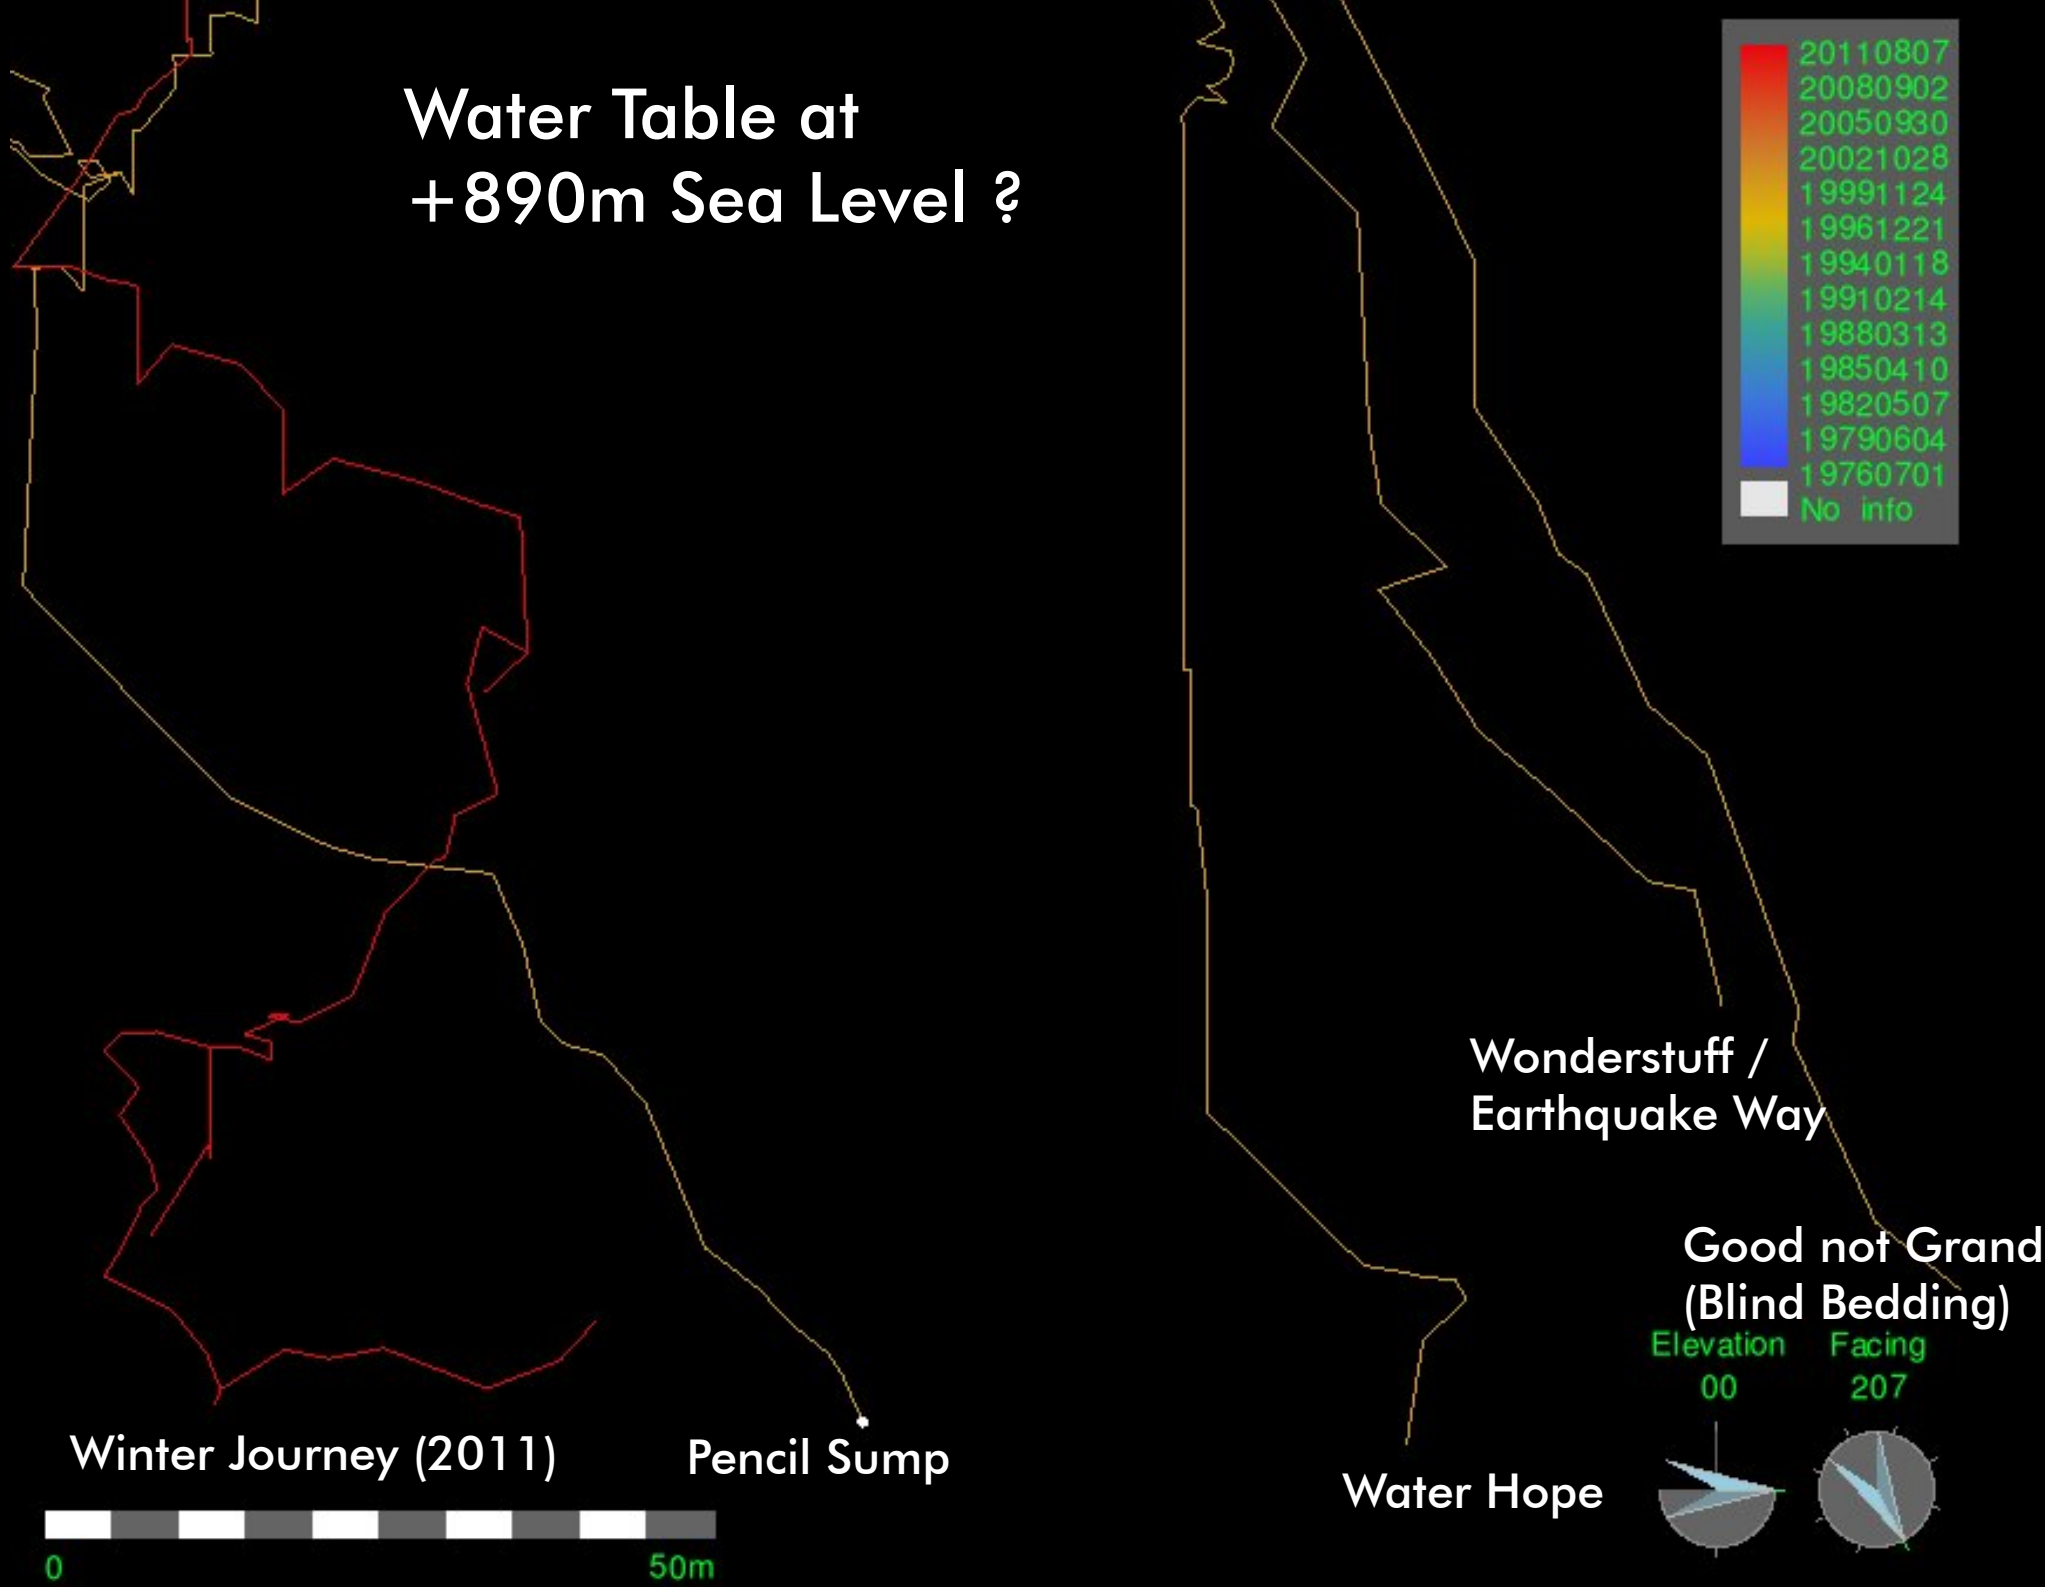 Water Table at
+890m Sea Level ?
20110807
20080902
20050930
20021028
19991124
19961221
19940118
19910214
19880313
19850410
19820507
19790604
19760701
No info
Wonderstuff /
Earthquake Way
Good not Grand
(Blind Bedding)
Elevation Facing
00 207
Winter Journey (2011)
Pencil Sump
Water Hope
0 50m